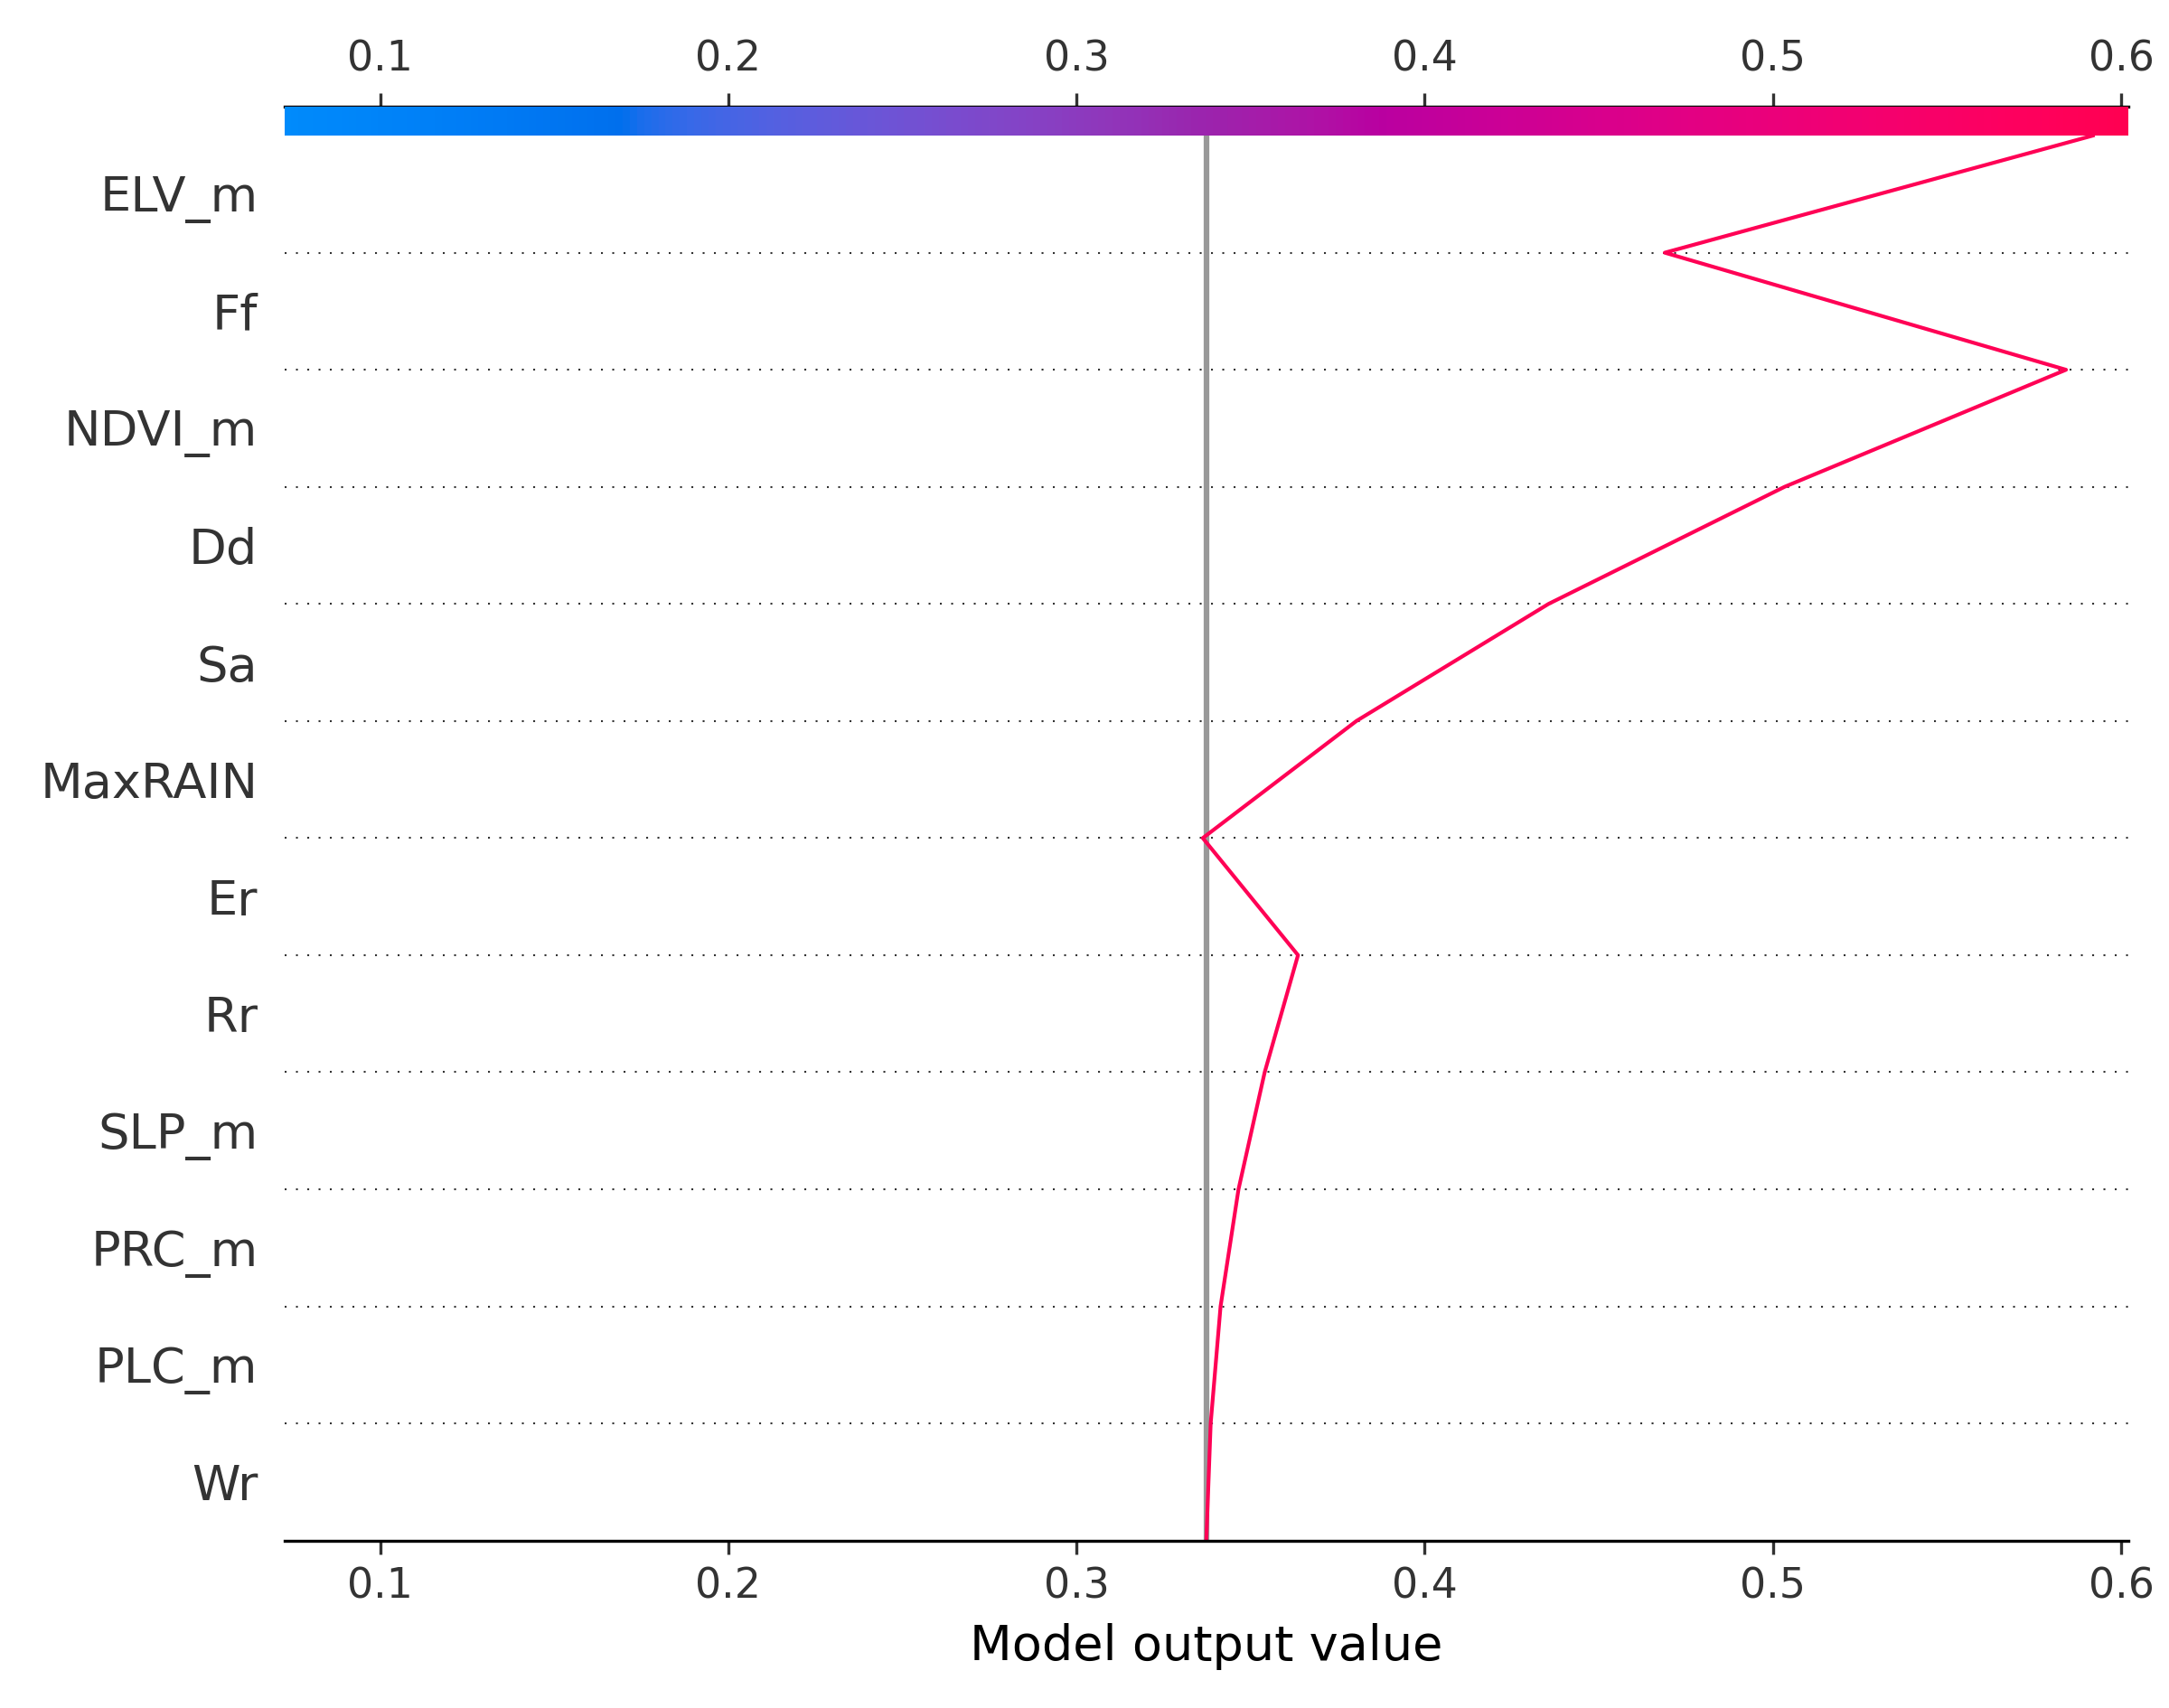 0.1 0.2 0.3 0.4 0.5 0.6
ELV_m
Ff
NDVI_m
Dd
Sa
MaxRAIN
Er
Rr
SLP_m
PRC_m
PLC_m
Wr
0.1 0.2 0.3 0.4 0.5 0.6
Model output value